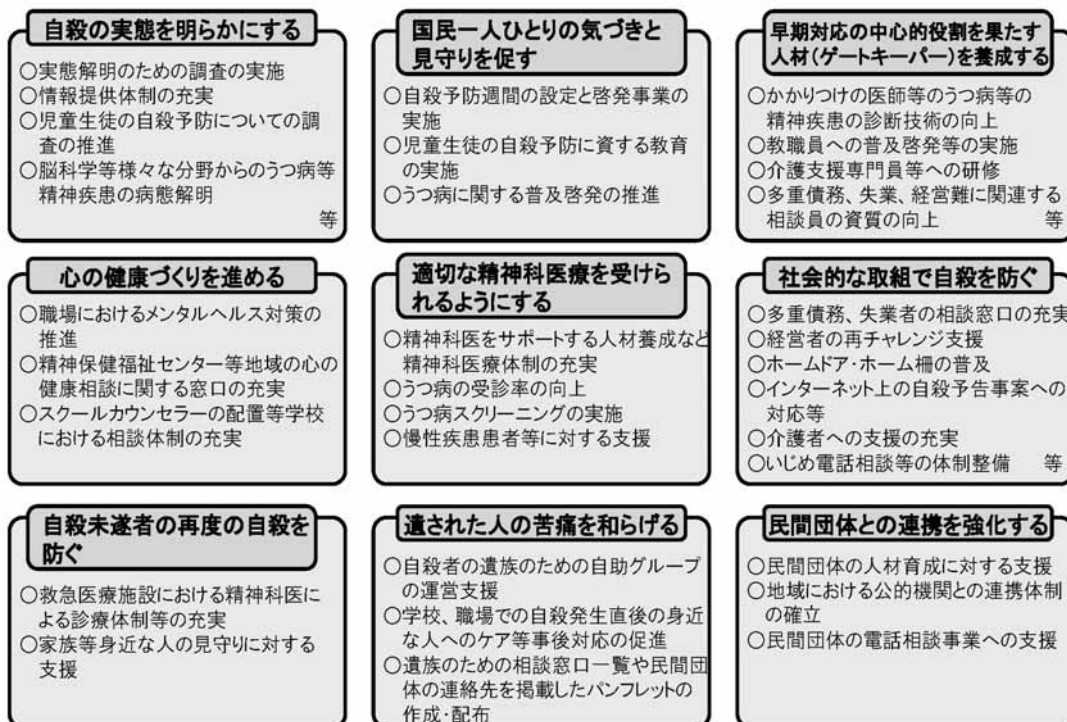 自殺の実態を明らかにする
○実態解明のための調査の実施
○情報提供体制の充実
○児童生徒の自殺予防についての調
査の推進
○脳科学等様々な分野からのうつ病等
精神疾患の病態解明
等
国民一人ひとりの気づきと
見守りを促す
○自殺予防週間の設定と啓発事業の
実施
○児童生徒の自殺予防に資する教育
の実施
○うつ病に関する普及啓発の推進
早期対応の中心的役割を果たす
人材(ゲートキーパー)を養成する
○かかりつけの医師等のうつ病等の
精神疾患の診断技術の向上
○教職員への普及啓発等の実施
○介護支援専門員等への研修
○多重債務、失業、経営難に関連する
相談員の資質の向上 等
心の健康づくりを進める
○職場におけるメンタルヘルス対策の
推進
○精神保健福祉センター等地域の心の
健康相談に関する窓口の充実
○スクールカウンセラーの配置等学校
における相談体制の充実
適切な精神科医療を受けら
れるようにする
○精神科医をサポートする人材養成など
精神科医療体制の充実
○うつ病の受診率の向上
○うつ病スクリーニングの実施
○慢性疾患患者等に対する支援
社会的な取組で自殺を防ぐ
○多重債務、失業者の相談窓口の充実
○経営者の再チャレンジ支援
○ホームドア・ホーム柵の普及
○インターネット上の自殺予告事案への
対応等
○介護者への支援の充実
○いじめ電話相談等の体制整備 等
自殺未遂者の再度の自殺を
防ぐ
○救急医療施設における精神科医に
よる診療体制等の充実
○家族等身近な人の見守りに対する
支援
遺された人の苦痛を和らげる
○自殺者の遺族のための自助グループ
の運営支援
○学校、職場での自殺発生直後の身近
な人へのケア等事後対応の促進
○遺族のための相談窓口一覧や民間団
体の連絡先を掲載したパンフレットの
作成・配布
民間団体との連携を強化する
○民間団体の人材育成に対する支援
○地域における公的機関との連携体制
の確立
○民間団体の電話相談事業への支援